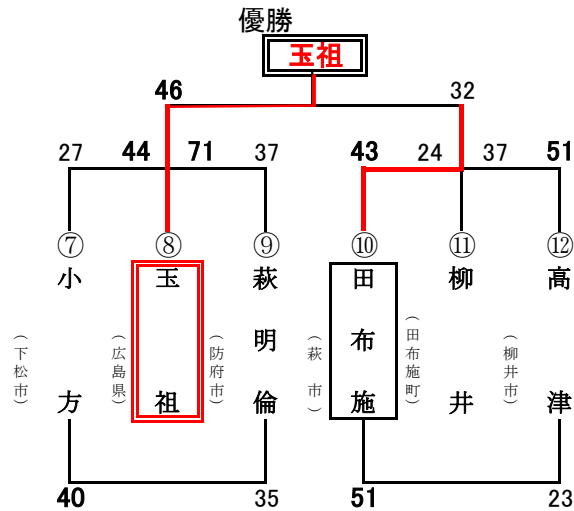 優勝
玉祖
46 32
27 44 71 37 43 24 37 51
⑦ ⑧ ⑨ ⑩ ⑪ ⑫
小方
（下松市）
玉祖
（広島県）
萩明倫
（防府市）
田布施
（萩市）
柳井
（田布施町）
高津
（柳井市）
40 35 51 23